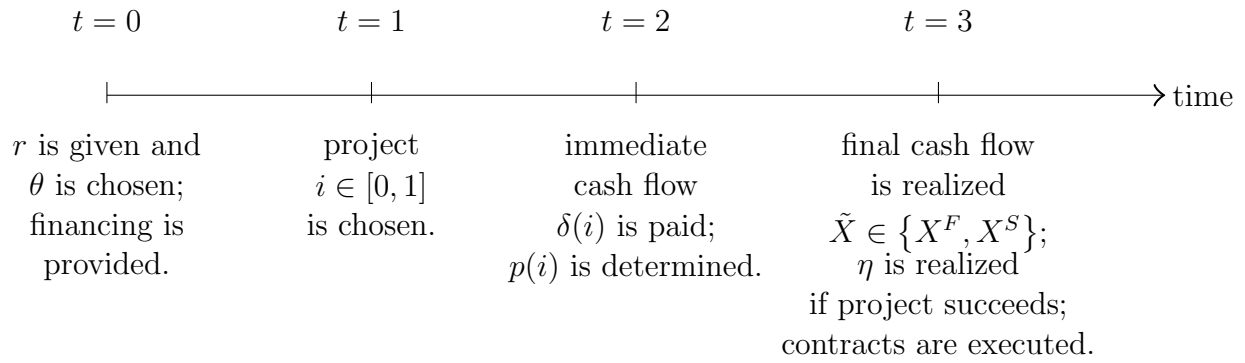 t = 0 t = 1 t = 2 t = 3
time
r is given and
θ is chosen;
financing is
provided.
project
i ∈ [0, 1]
is chosen.
immediate
cash flow
δ(i) is paid;
p(i) is determined.
final cash flow
is realized
X̃ ∈ {X^F, X^S};
η is realized
if project succeeds;
contracts are executed.